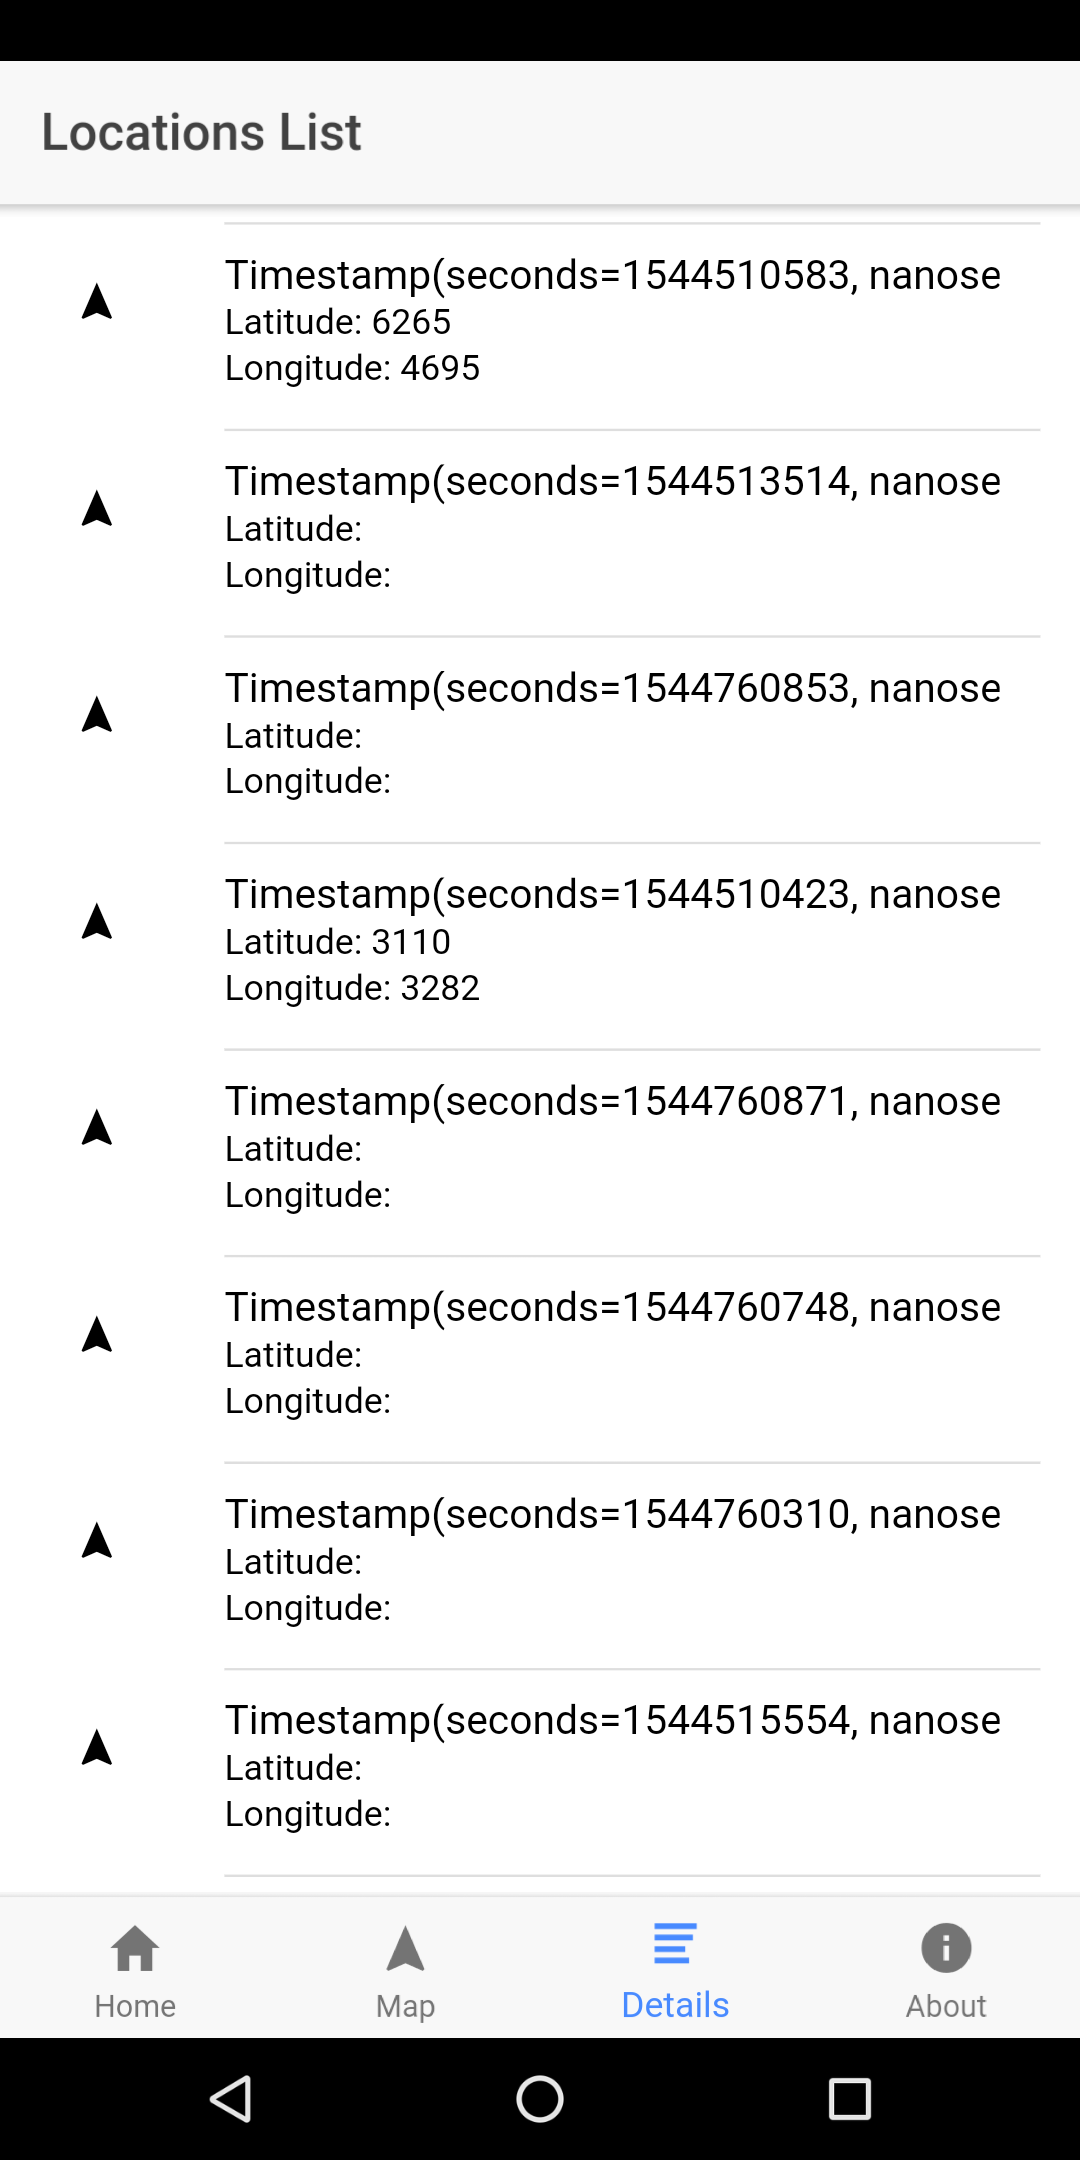 Locations List
Timestamp(seconds=1544510583, nanose
Latitude: 6265
Longitude: 4695
Timestamp(seconds=1544513514, nanose
Latitude:
Longitude:
Timestamp(seconds=1544760853, nanose
Latitude:
Longitude:
Timestamp(seconds=1544510423, nanose
Latitude: 3110
Longitude: 3282
Timestamp(seconds=1544760871, nanose
Latitude:
Longitude:
Timestamp(seconds=1544760748, nanose
Latitude:
Longitude:
Timestamp(seconds=1544760310, nanose
Latitude:
Longitude:
Timestamp(seconds=1544515554, nanose
Latitude:
Longitude:
Home Map Details About